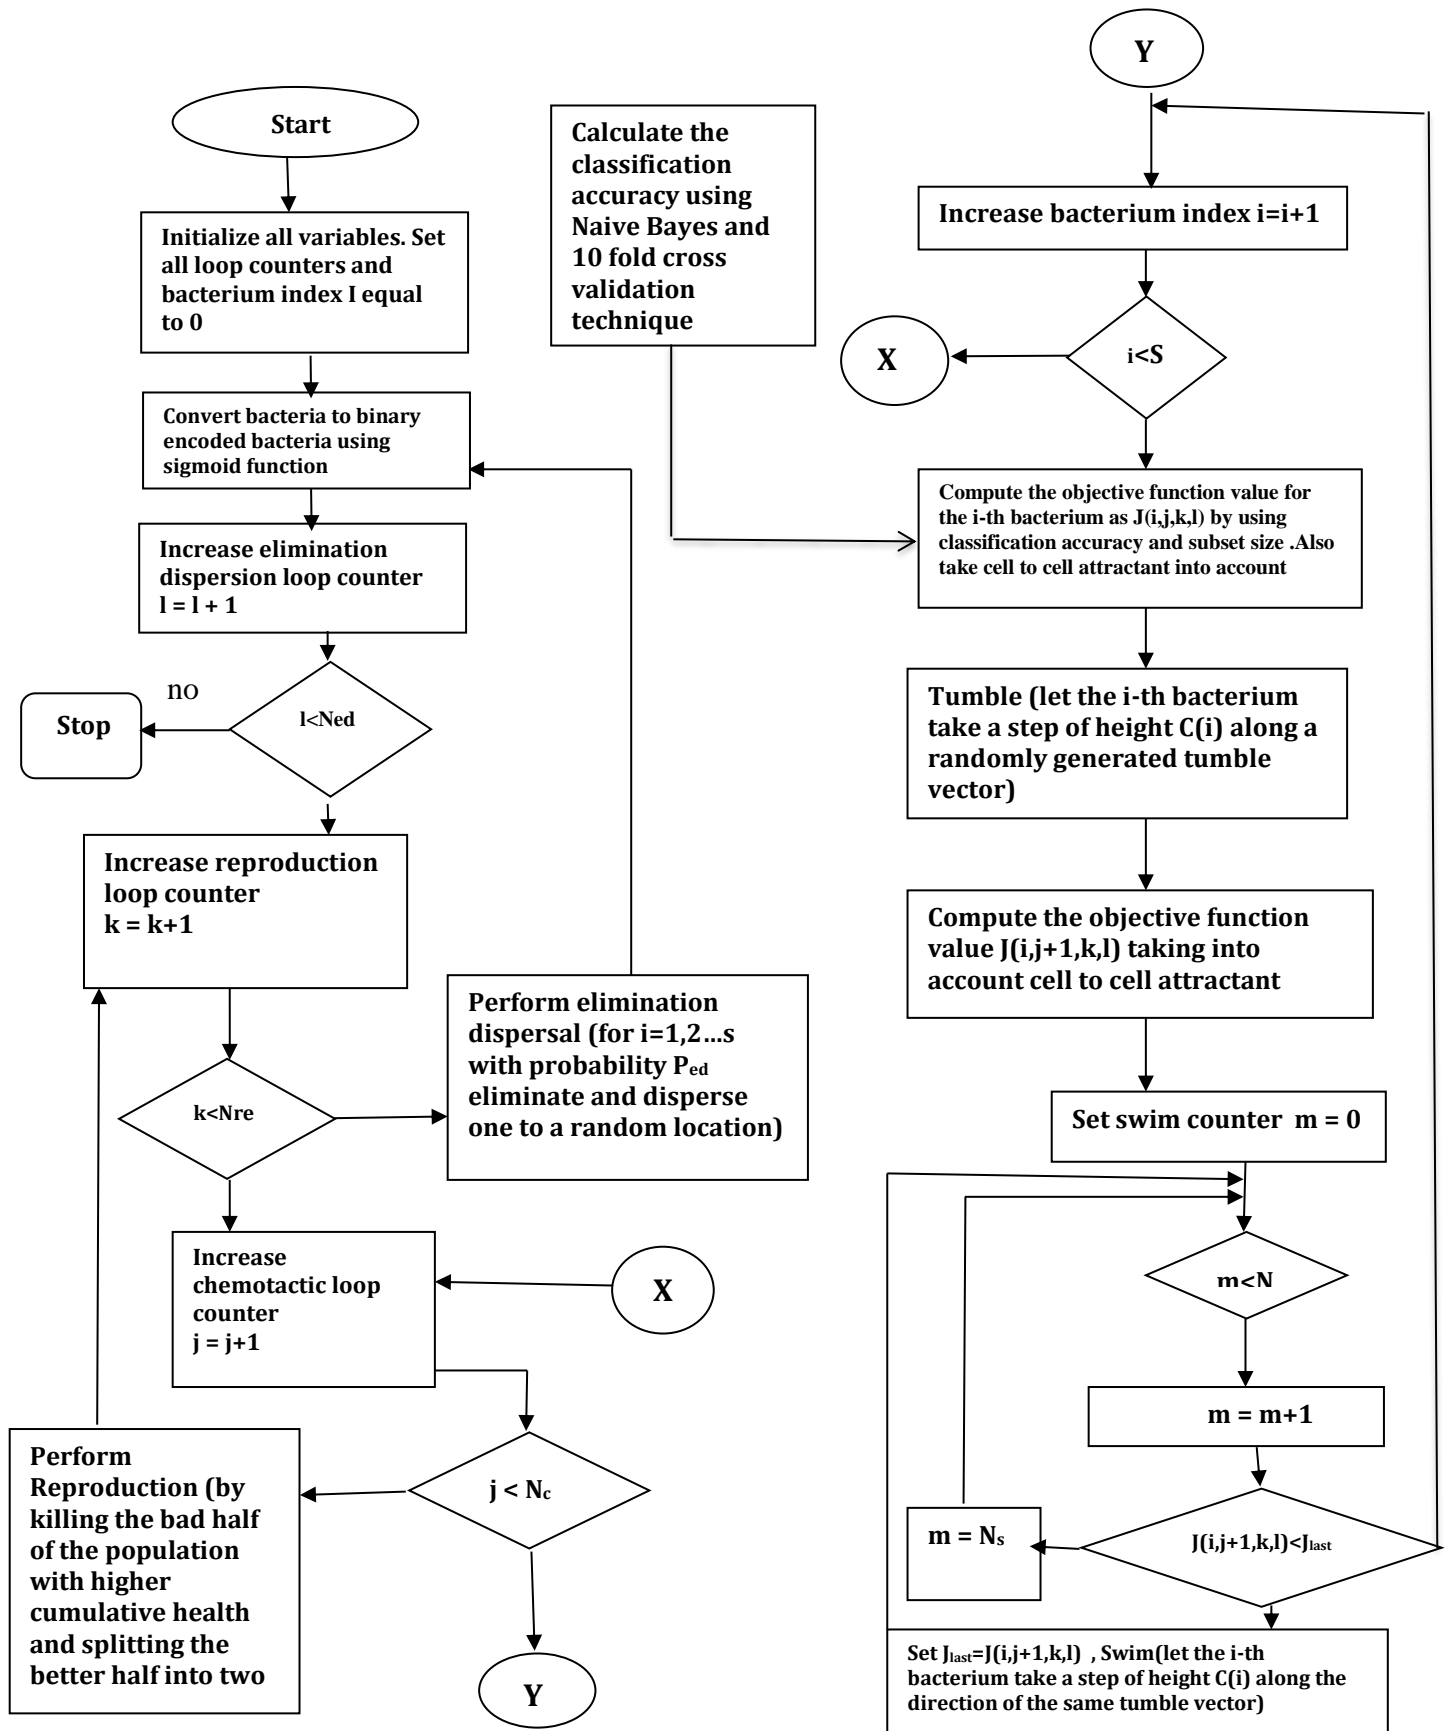 Start
Initialize all variables. Set
all loop counters and
bacterium index I equal
to 0
Convert bacteria to binary
encoded bacteria using
sigmoid function
Increase elimination
dispersion loop counter
l = l + 1
l<Ned
no
Stop
Increase reproduction
loop counter
k = k+1
k<Nre
Perform elimination
dispersal (for i=1,2...s
with probability Ped
eliminate and disperse
one to a random location)
Increase
chemotactic loop
counter
j = j+1
X
j < Nc
Perform
Reproduction (by
killing the bad half
of the population
with higher
cumulative health
and splitting the
better half into two
Y
Calculate the
classification
accuracy using
Naive Bayes and
10 fold cross
validation
technique
Y
Increase bacterium index i=i+1
i<S
X
Compute the objective function value for
the i-th bacterium as J(i,j,k,l) by using
classification accuracy and subset size .Also
take cell to cell attractant into account
Tumble (let the i-th bacterium
take a step of height C(i) along a
randomly generated tumble
vector)
Compute the objective function
value J(i,j+1,k,l) taking into
account cell to cell attractant
Set swim counter m = 0
m<N
m = m+1
J(i,j+1,k,l)<Jlast
m = Ns
Set Jlast=J(i,j+1,k,l) , Swim(let the i-th
bacterium take a step of height C(i) along the
direction of the same tumble vector)